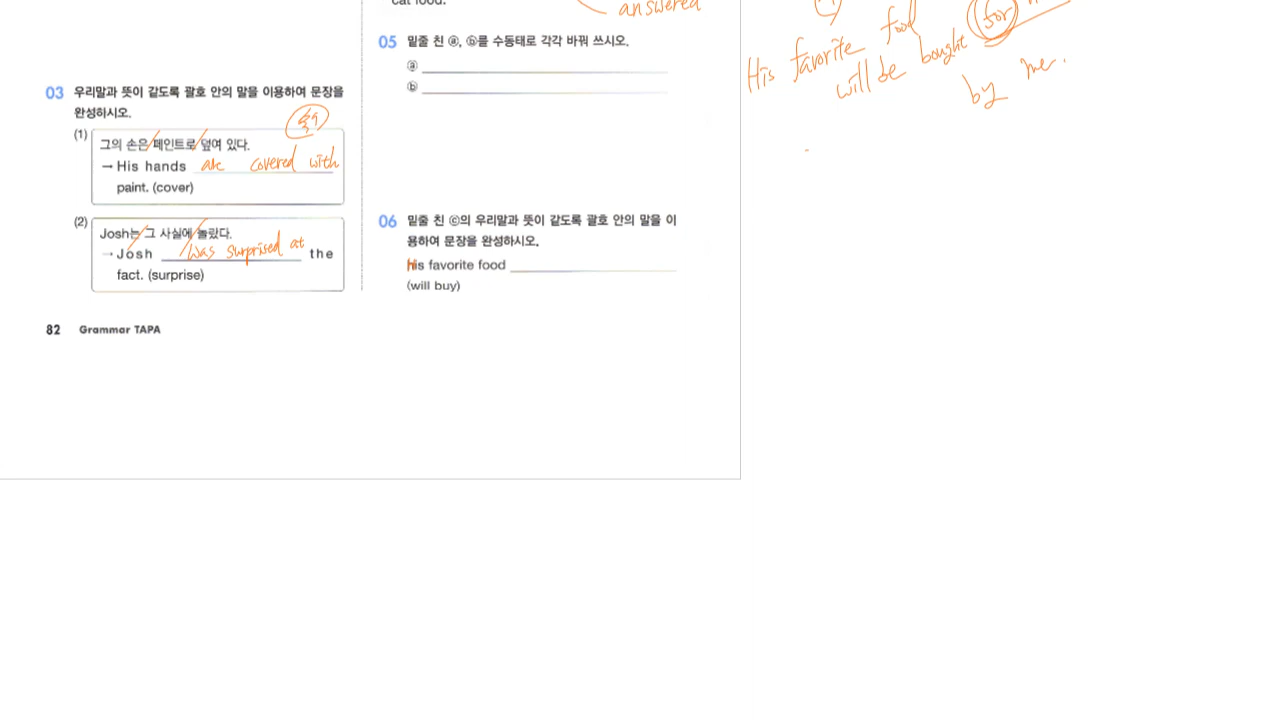 03 우리말과 뜻이 같도록 괄호 안의 말을 이용하여 문장을
완성하시오.
(1)
그의 손은 페인트로 덮여 있다.
→ His hands are covered with
paint. (cover)
(2)
Josh는 그 사실에 놀랐다.
→ Josh was surprised at the
fact. (surprise)
82 Grammar TAPA
cat food.
answered
05 밑줄 친 ⓐ, ⓑ를 수동태로 각각 바꿔 쓰시오.
ⓐ
ⓑ
06 밑줄 친 ⓒ의 우리말과 뜻이 같도록 괄호 안의 말을 이
용하여 문장을 완성하시오.
His favorite food
(will buy)
His favorite food
will be bought for
by me.